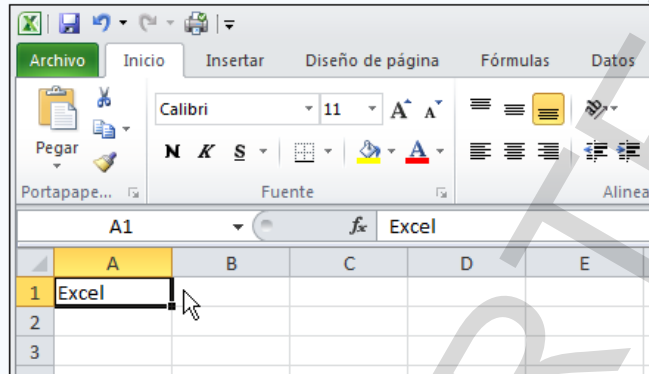 Archivo Inicio Insertar Diseño de página Fórmulas Datos
Calibri 11 A A
Pegar N K S A
Portapape... Fuente Alinea
A1 fx Excel
A B C D E
1 Excel
2
3